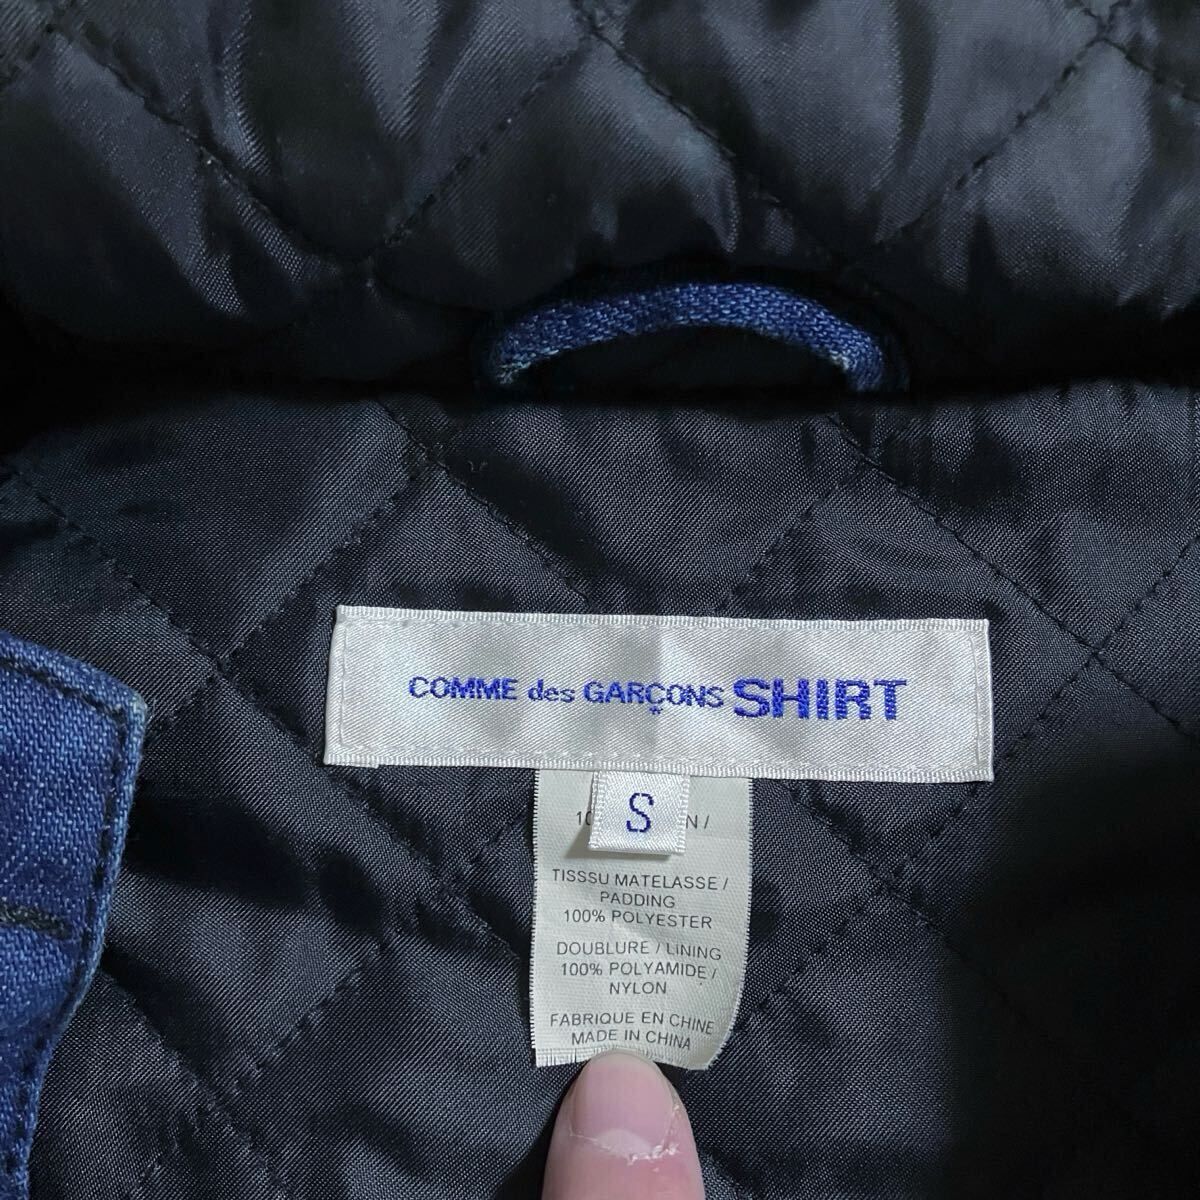 COMME des GARÇONS SHIRT
S
TISSSU MATELASSE /
PADDING
100% POLYESTER
DOUBLURE / LINING
100% POLYAMIDE /
NYLON
FABRIQUE EN CHINE
MADE IN CHINA